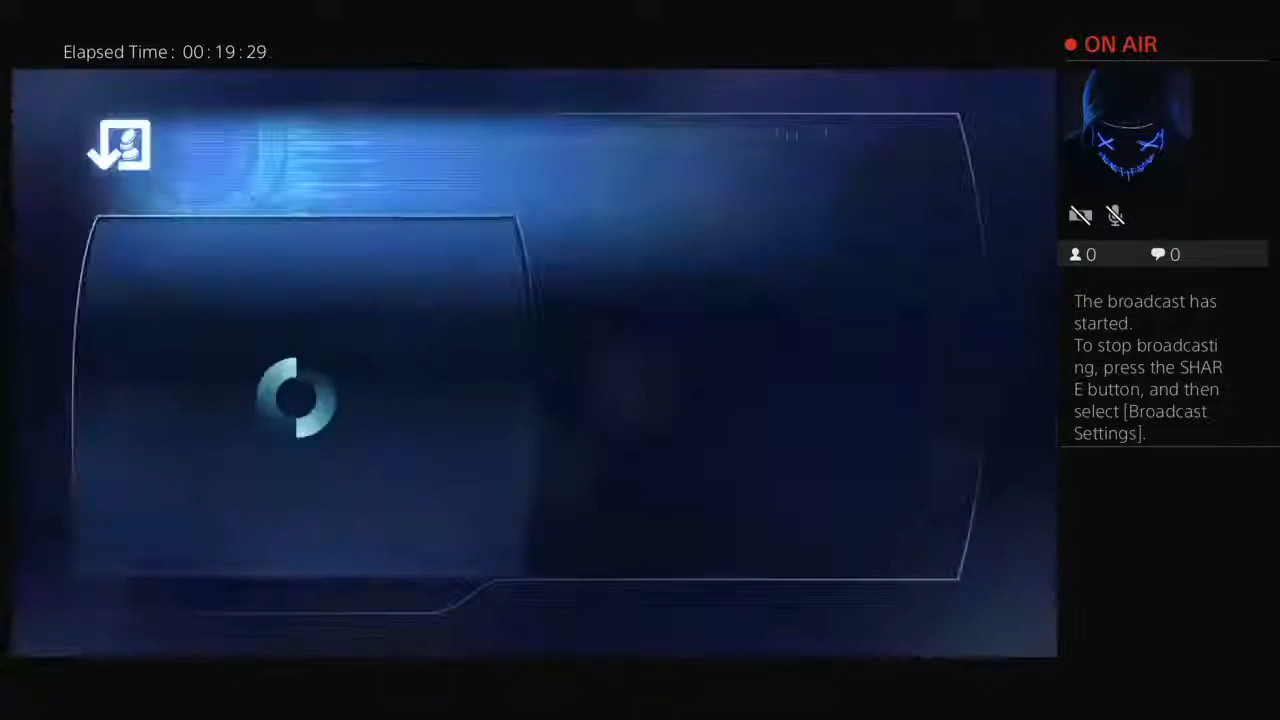 Elapsed Time: 00:19:29
ON AIR
0 0
The broadcast has
started.
To stop broadcasti
ng, press the SHAR
E button, and then
select [Broadcast
Settings].